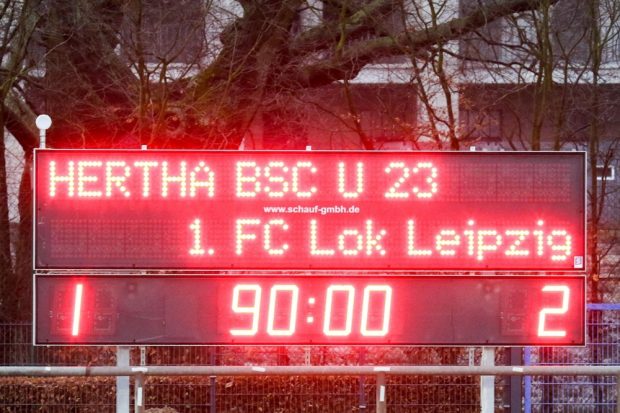 HERTHA BSC U 23
www.schauf-gmbh.de
1. FC Lok Leipzig
1 90:00 2